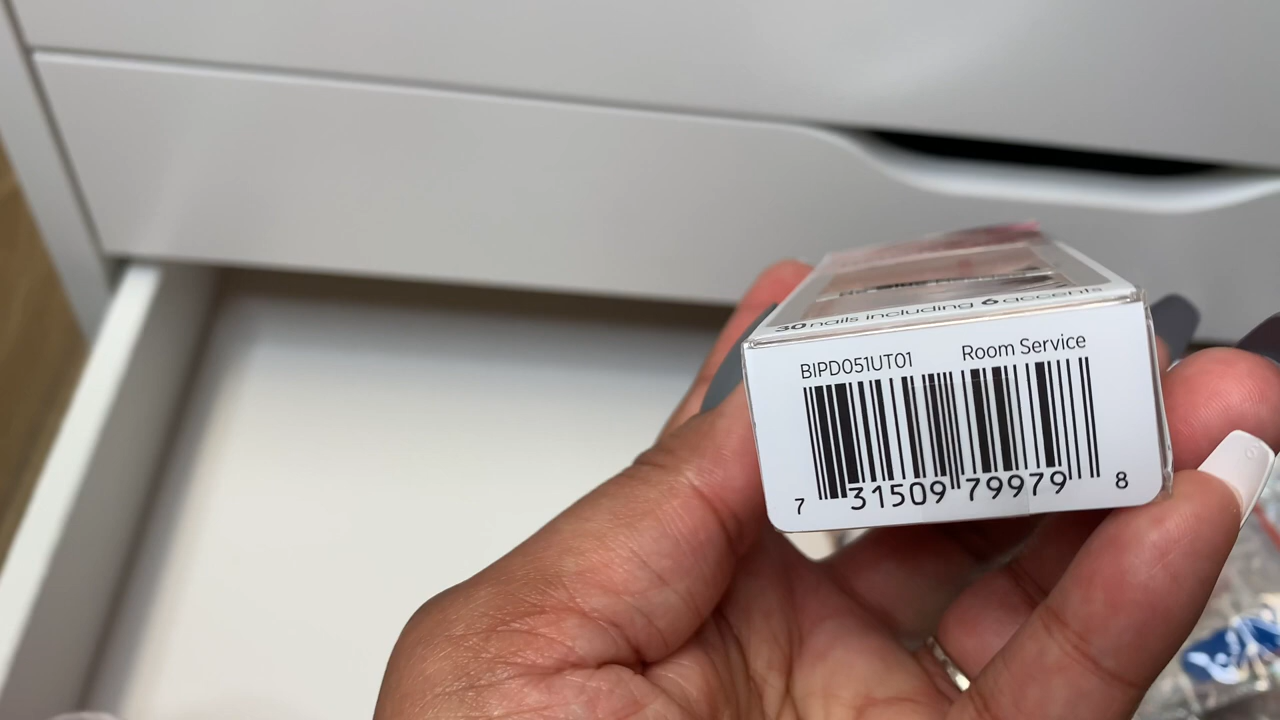 30 nails including 6 accents
BIPD051UT01 Room Service
7 31509 79979 8